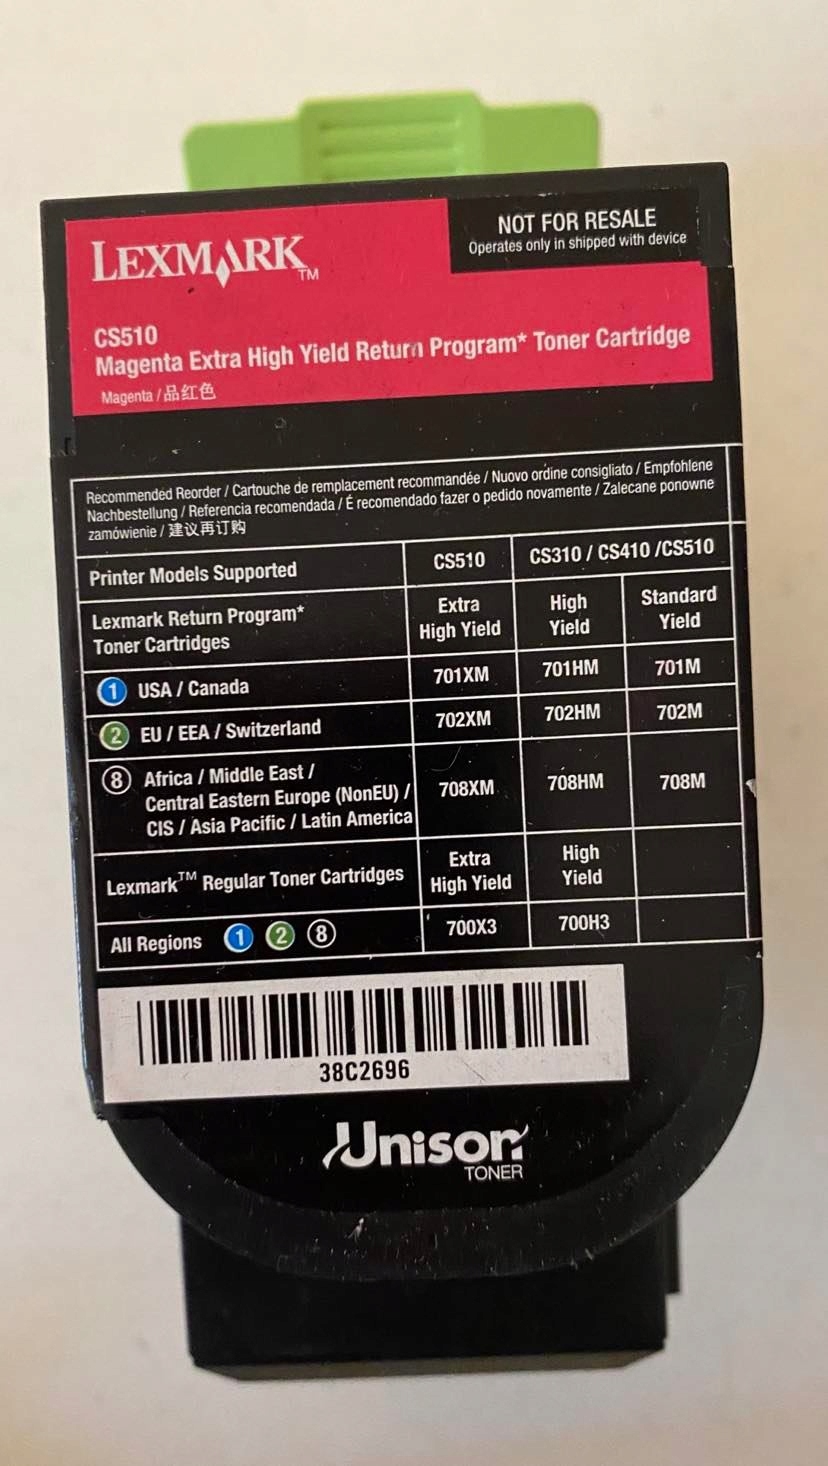 LEXMARK™
NOT FOR RESALE
Operates only in shipped with device
CS510
Magenta Extra High Yield Return Program* Toner Cartridge
Magenta / 品红色
Recommended Reorder / Cartouche de remplacement recommandée / Nuovo ordine consigliato / Empfohlene
Nachbestellung / Referencia recomendada / É recomendado fazer o pedido novamente / Zalecane ponowne
zamówienie / 建议再订购
Printer Models Supported CS510 CS310 / CS410 /CS510
Lexmark Return Program*
Toner Cartridges
Extra
High Yield
High
Yield
Standard
Yield
1 USA / Canada 701XM 701HM 701M
2 EU / EEA / Switzerland 702XM 702HM 702M
8 Africa / Middle East /
Central Eastern Europe (NonEU) /
CIS / Asia Pacific / Latin America
708XM 708HM 708M
Lexmark™ Regular Toner Cartridges
Extra
High Yield
High
Yield
All Regions 1 2 8 700X3 700H3
38C2696
Unison
TONER